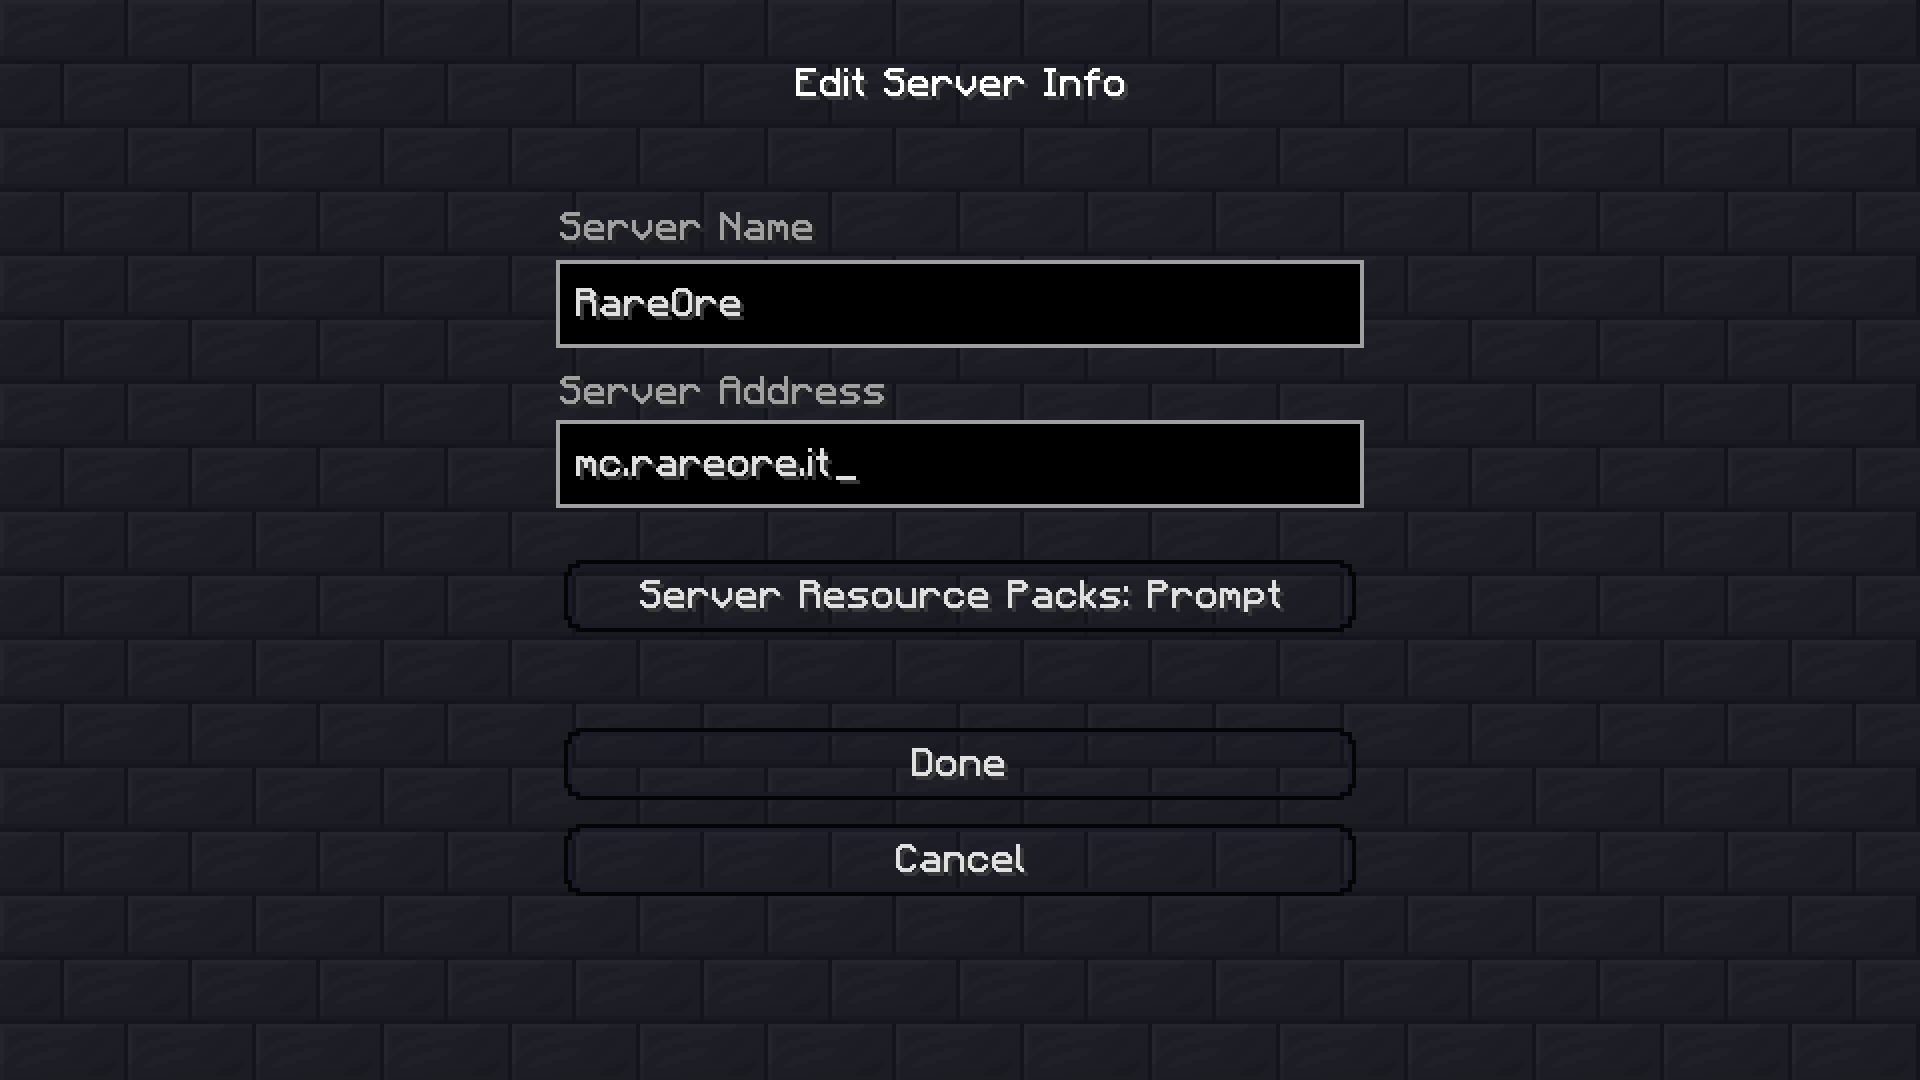 Edit Server Info
Server Name
RareOre
Server Address
mc.rareore.it_
Server Resource Packs: Prompt
Done
Cancel